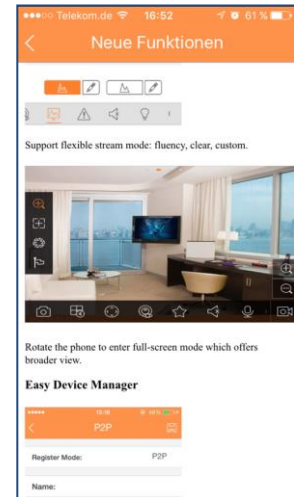 Telekom.de 16:52 61 %
Neue Funktionen
Support flexible stream mode: fluency, clear, custom.
Rotate the phone to enter full-screen mode which offers
broader view.
Easy Device Manager
P2P
Register Mode: P2P
Name: